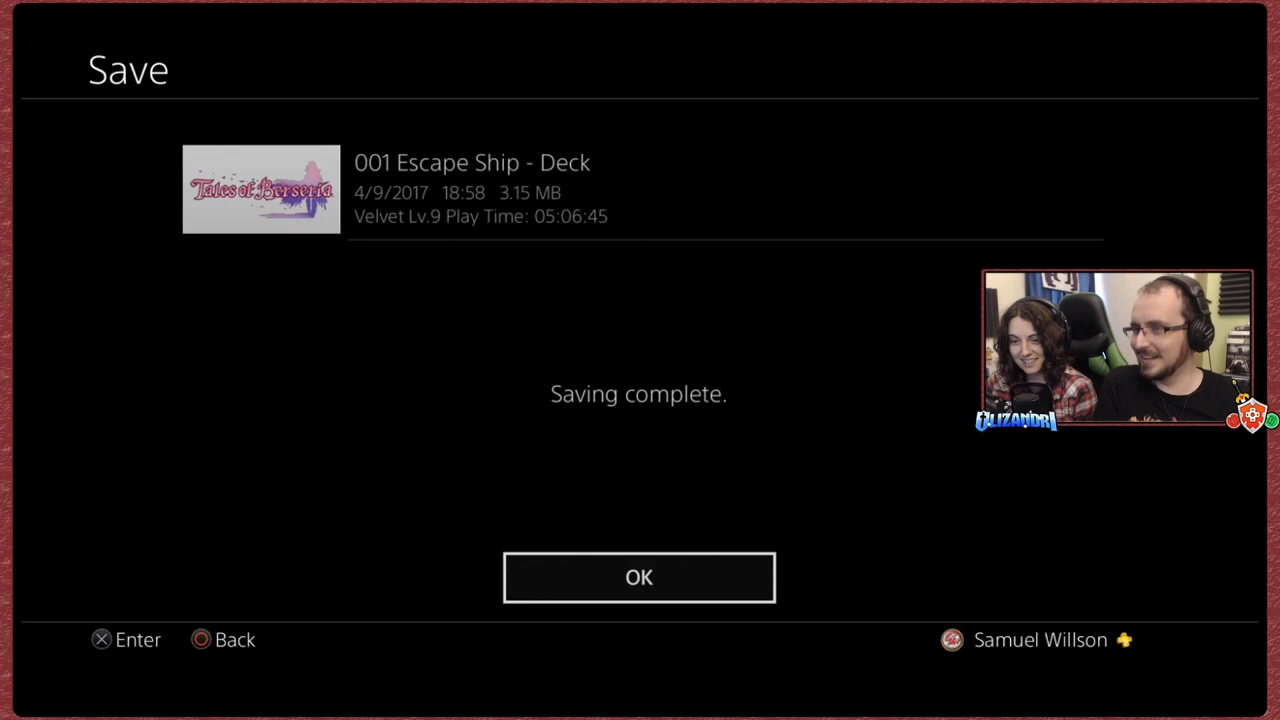 Save
Tales of Berseria
001 Escape Ship - Deck
4/9/2017 18:58 3.15 MB
Velvet Lv.9 Play Time: 05:06:45
Saving complete.
OLIZANDRI
OK
Enter
Back
Samuel Willson